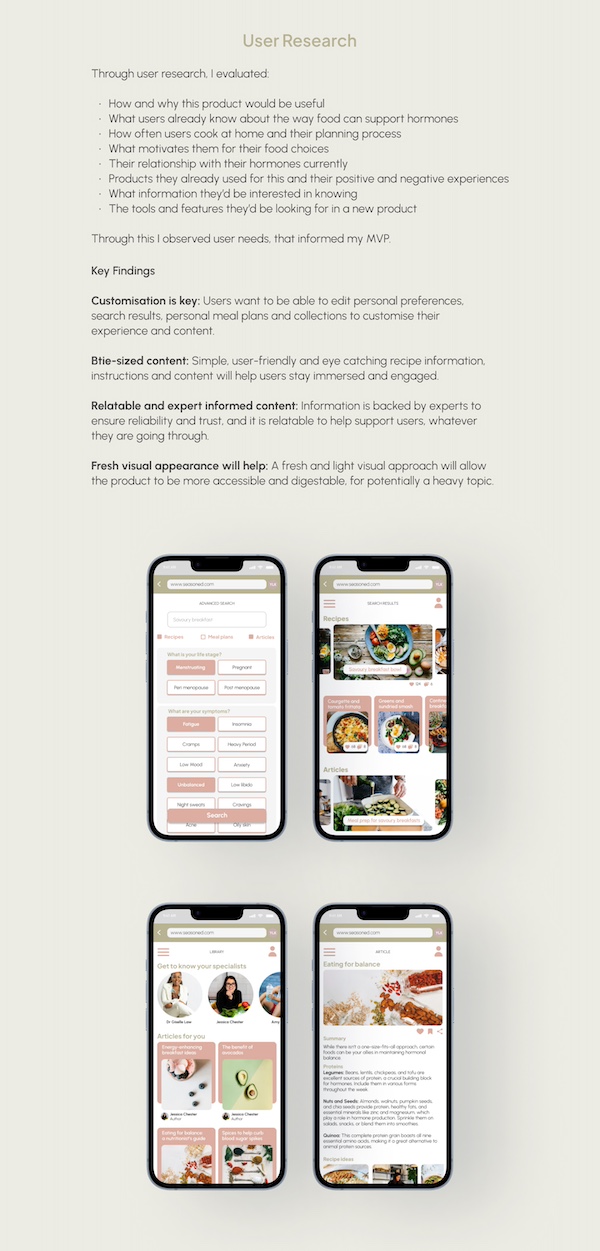 User Research
Through user research, I evaluated:
· How and why this product would be useful
· What users already know about the way food can support hormones
· How often users cook at home and their planning process
· What motivates them for their food choices
· Their relationship with their hormones currently
· Products they already used for this and their positive and negative experiences
· What information they'd be interested in knowing
· The tools and features they'd be looking for in a new product
Through this I observed user needs, that informed my MVP.
Key Findings
Customisation is key: Users want to be able to edit personal preferences,
search results, personal meal plans and collections to customise their
experience and content.
Btie-sized content: Simple, user-friendly and eye catching recipe information,
instructions and content will help users stay immersed and engaged.
Relatable and expert informed content: Information is backed by experts to
ensure reliability and trust, and it is relatable to help support users, whatever
they are going through.
Fresh visual appearance will help: A fresh and light visual approach will allow
the product to be more accessible and digestable, for potentially a heavy topic.
www.seasoned.com
ADVANCED SEARCH
Savoury breakfast
Recipes Meal plans Articles
What is your life stage?
Menstruating Pregnant
Peri menopause Post menopause
What are your symptoms?
Fatigue Insomnia
Cramps Heavy Period
Low Mood Anxiety
Unbalanced Low libido
Night sweats Cravings
Search
Acne Oily skin
www.seasoned.com
SEARCH RESULTS
Recipes
Savoury breakfast bowl
Courgette and
tomato frittata
Greens and
sundried smash
Articles
Meal prep for savoury breakfasts
www.seasoned.com
LIBRARY
Get to know your specialists
Dr Giselle Law
Jessica Chester
Amy
Articles for you
Energy-enhancing
breakfast ideas
The benefit of
avocados
Jessica Chester
Author
Jessica Chester
Author
Eating for balance
a nutritionist's guide
Spices to help curb
blood sugar spikes
www.seasoned.com
ARTICLE
Eating for balance
Summary
While there isn't a one-size-fits-all approach, certain
foods can be your allies in maintaining hormonal
balance.
Proteins
Legumes: Beans, lentils, chickpeas, and tofu are
excellent sources of protein, a crucial building block
for hormones. Include them in various forms
throughout the week.
Nuts and Seeds: Almonds, walnuts, pumpkin seeds,
and chia seeds provide protein, healthy fats, and
essential minerals like zinc and magnesium, which
play a role in hormone production. Sprinkle them on
salads, snacks, or blend them into smoothies.
Quinoa: This complete protein grain boasts all nine
essential amino acids, making it a great alternative to
animal protein sources.
Recipe Ideas